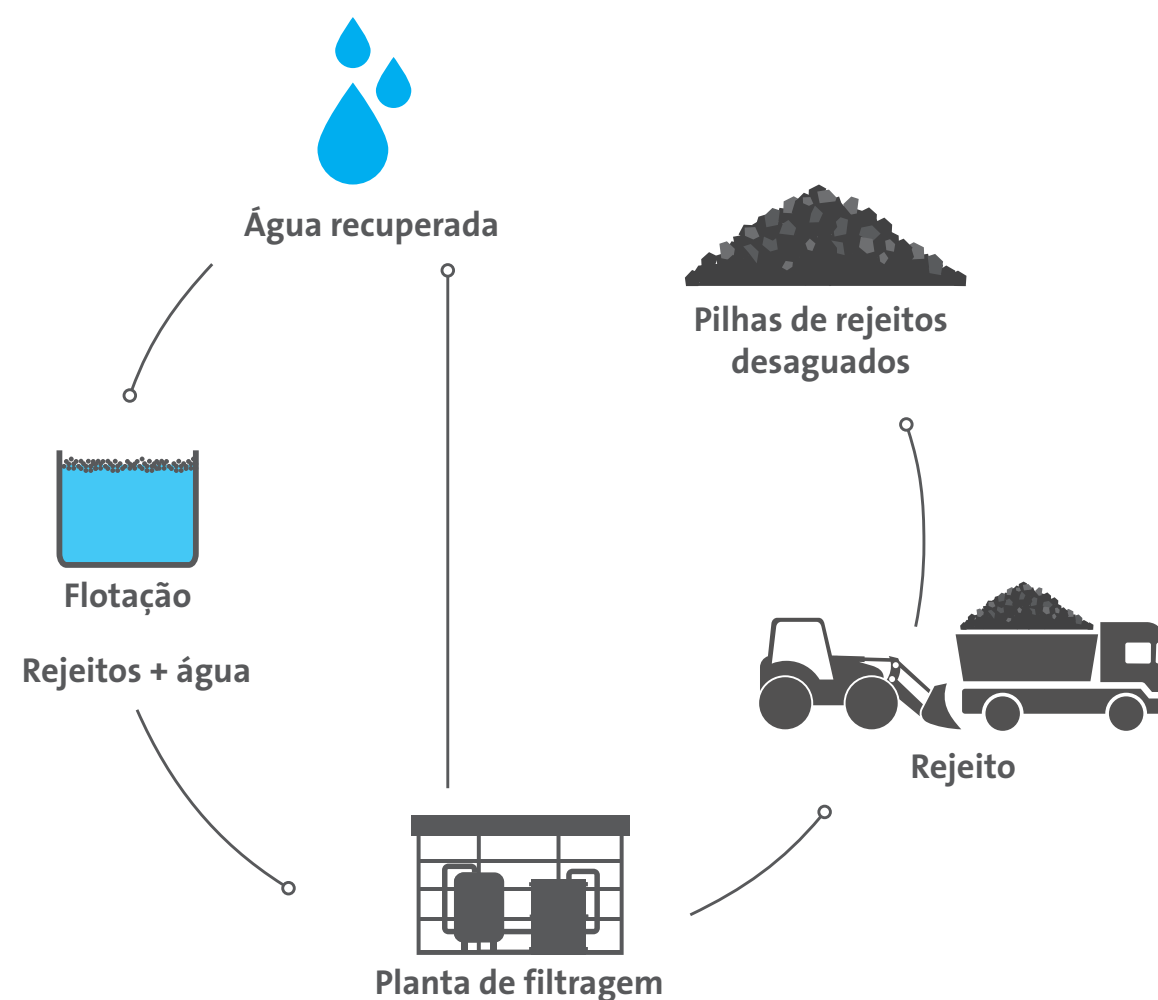 Água recuperada
Pilhas de rejeitos
desaguados
Flotação
Rejeitos + água
Rejeito
Planta de filtragem